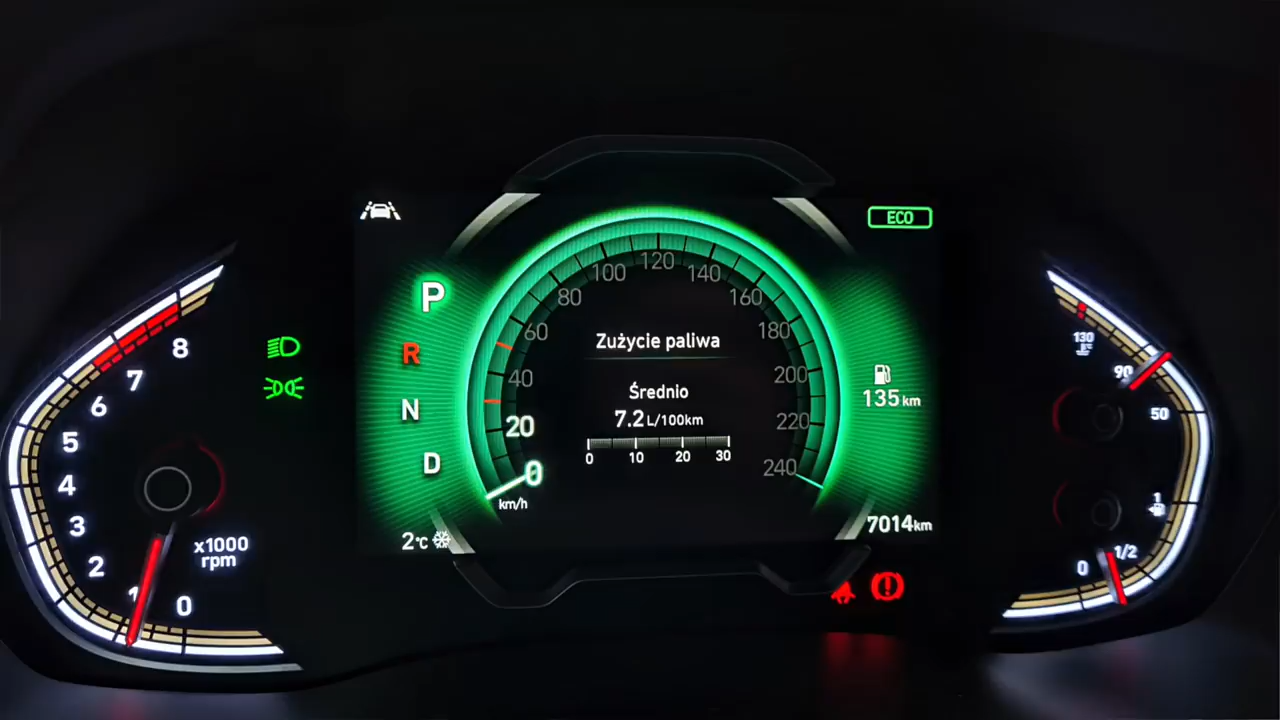 ECO
P
R
N
D
0
20
40
60
80
100
120
140
160
180
200
220
240
km/h
Zużycie paliwa
Średnio
7.2 L/100km
0 10 20 30
135 km
2°C
7014 km
8
7
6
5
4
3
2
1
0
x1000
rpm
130
90
50
1
1/2
0